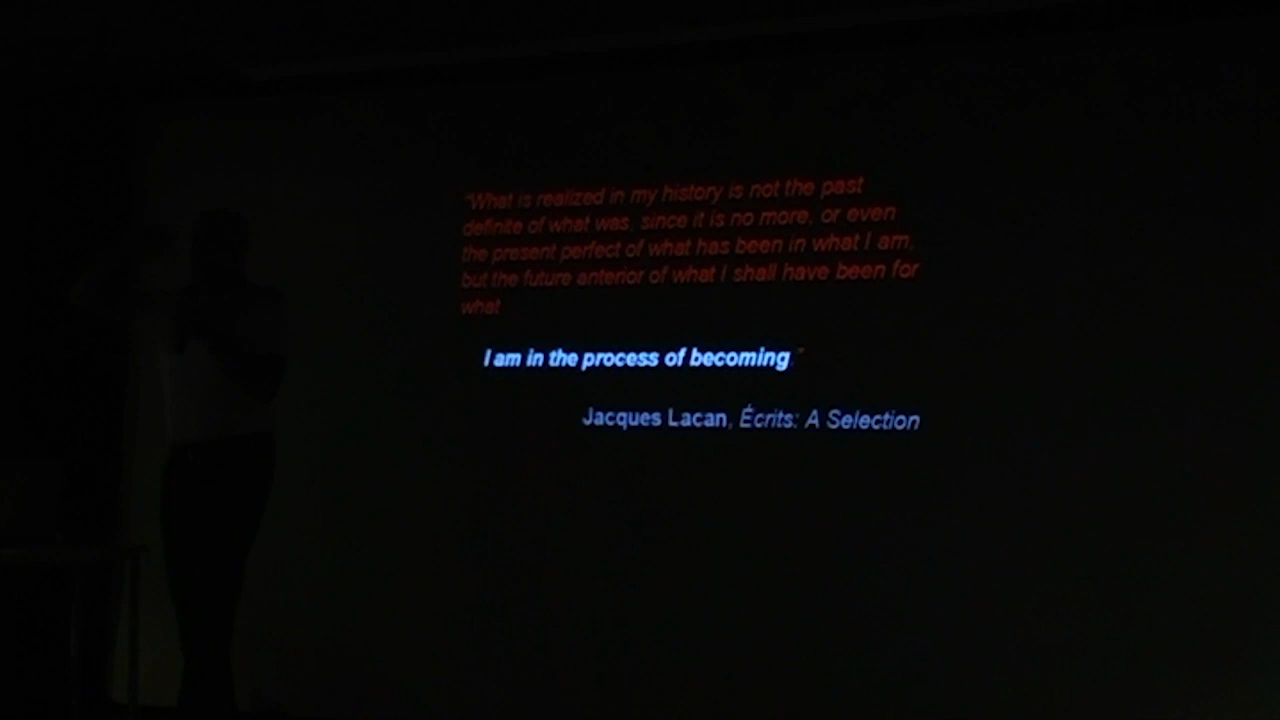 "What is realized in my history is not the past
definite of what was, since it is no more, or even
the present perfect of what has been in what I am,
but the future anterior of what I shall have been for
what
I am in the process of becoming."
Jacques Lacan, Écrits: A Selection